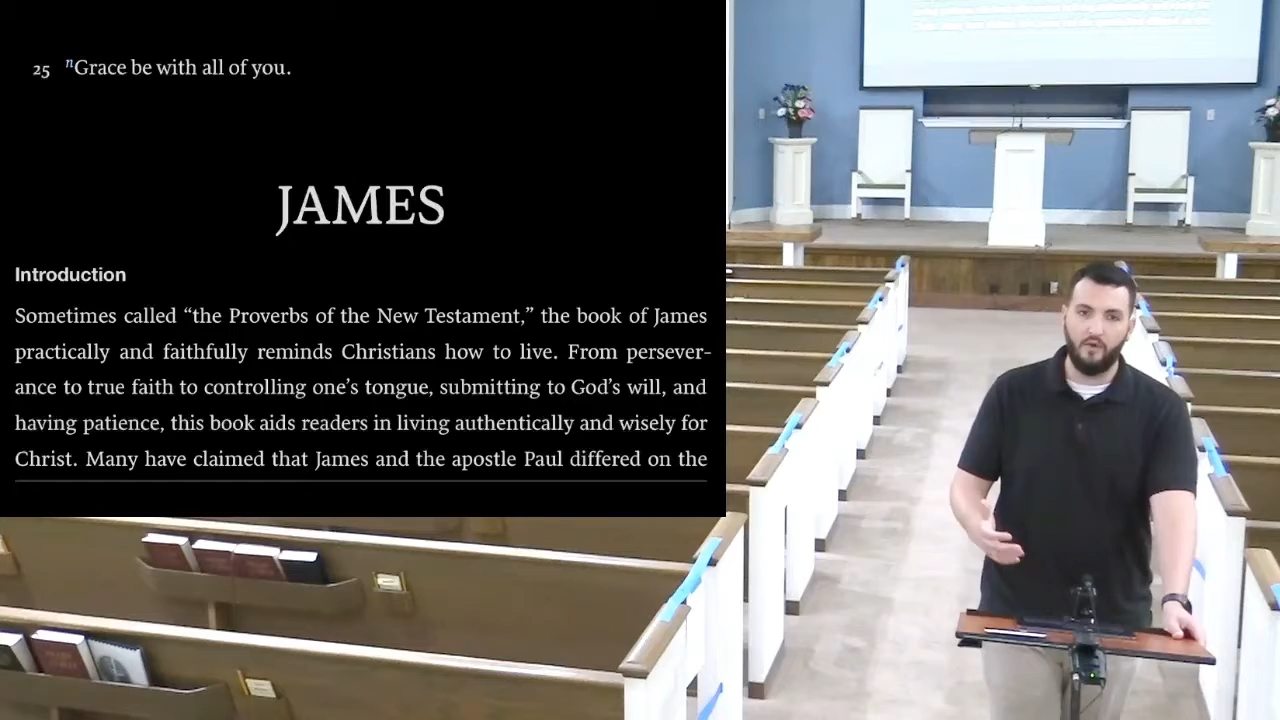 25 nGrace be with all of you.
JAMES
Introduction
Sometimes called “the Proverbs of the New Testament,” the book of James
practically and faithfully reminds Christians how to live. From persever-
ance to true faith to controlling one’s tongue, submitting to God’s will, and
having patience, this book aids readers in living authentically and wisely for
Christ. Many have claimed that James and the apostle Paul differed on the